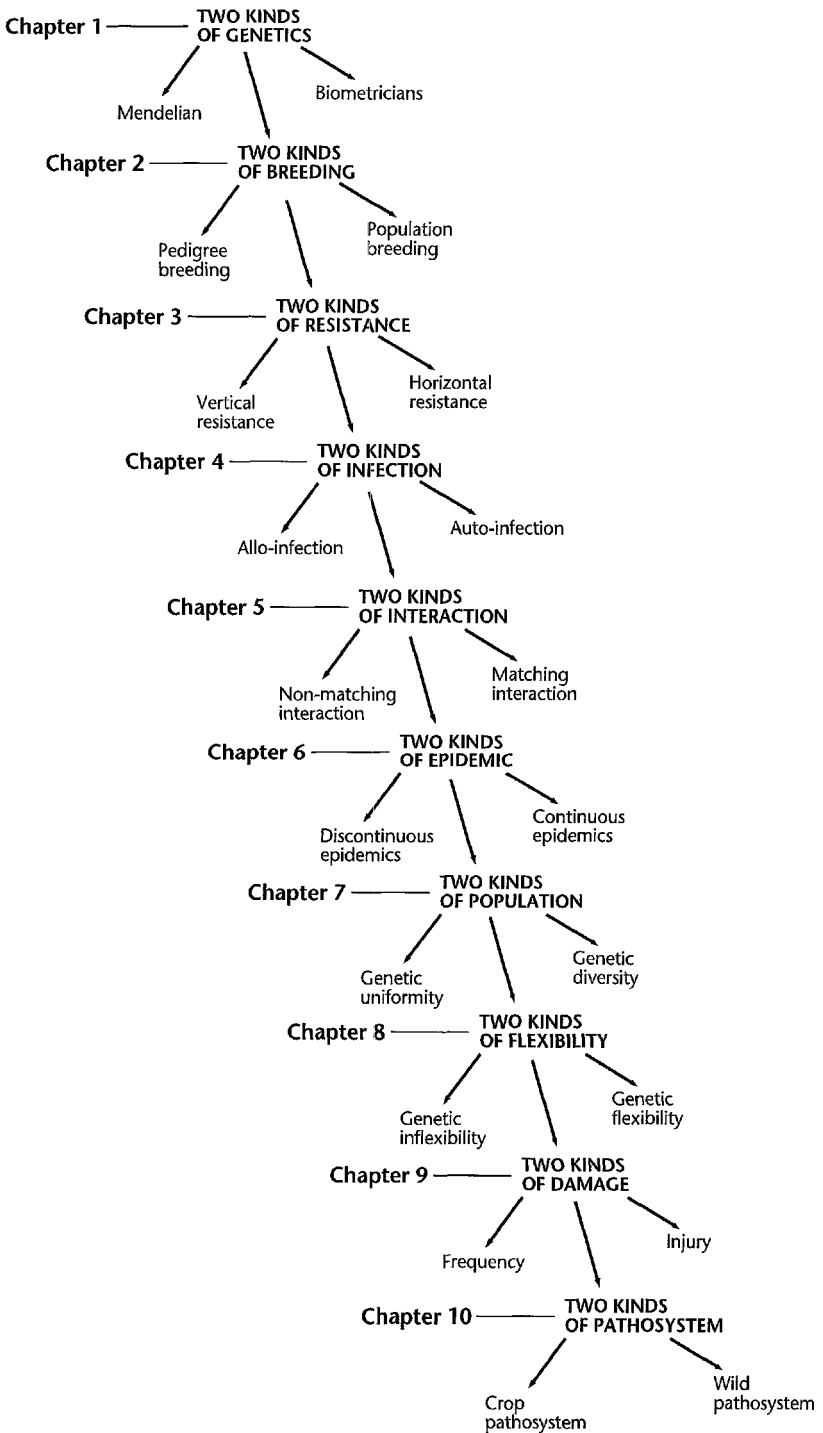 Chapter 1
TWO KINDS
OF GENETICS
Mendelian
Biometricians
Chapter 2
TWO KINDS
OF BREEDING
Pedigree
breeding
Population
breeding
Chapter 3
TWO KINDS
OF RESISTANCE
Vertical
resistance
Horizontal
resistance
Chapter 4
TWO KINDS
OF INFECTION
Allo-infection
Auto-infection
Chapter 5
TWO KINDS
OF INTERACTION
Non-matching
interaction
Matching
interaction
Chapter 6
TWO KINDS
OF EPIDEMIC
Discontinuous
epidemics
Continuous
epidemics
Chapter 7
TWO KINDS
OF POPULATION
Genetic
uniformity
Genetic
diversity
Chapter 8
TWO KINDS
OF FLEXIBILITY
Genetic
inflexibility
Genetic
flexibility
Chapter 9
TWO KINDS
OF DAMAGE
Frequency
Injury
Chapter 10
TWO KINDS
OF PATHOSYSTEM
Crop
pathosystem
Wild
pathosystem